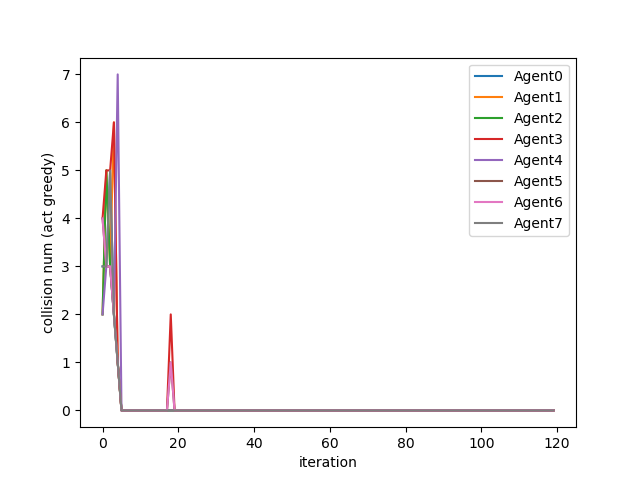 collision num (act greedy)
7
6
5
4
3
2
1
0
0 20 40 60 80 100 120
iteration
Agent0
Agent1
Agent2
Agent3
Agent4
Agent5
Agent6
Agent7